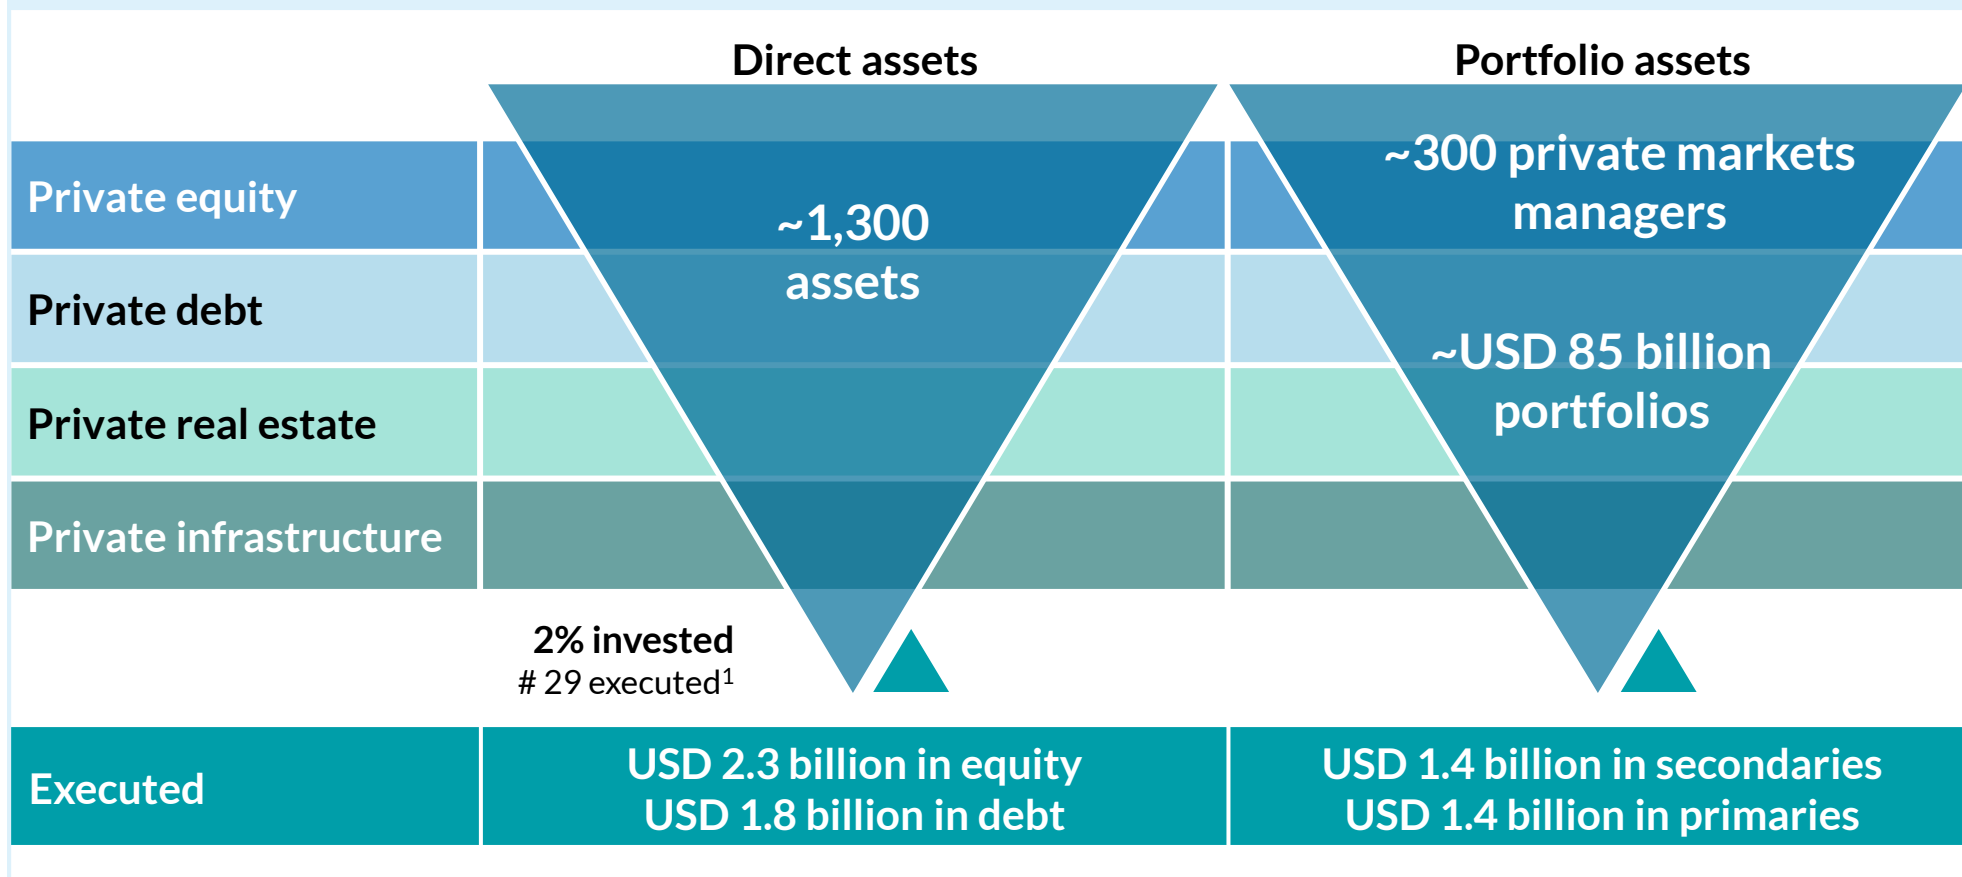 Direct assets
Portfolio assets
Private equity
~1,300
assets
~300 private markets
managers
Private debt
~USD 85 billion
portfolios
Private real estate
Private infrastructure
2% invested
# 29 executed¹
Executed
USD 2.3 billion in equity
USD 1.8 billion in debt
USD 1.4 billion in secondaries
USD 1.4 billion in primaries